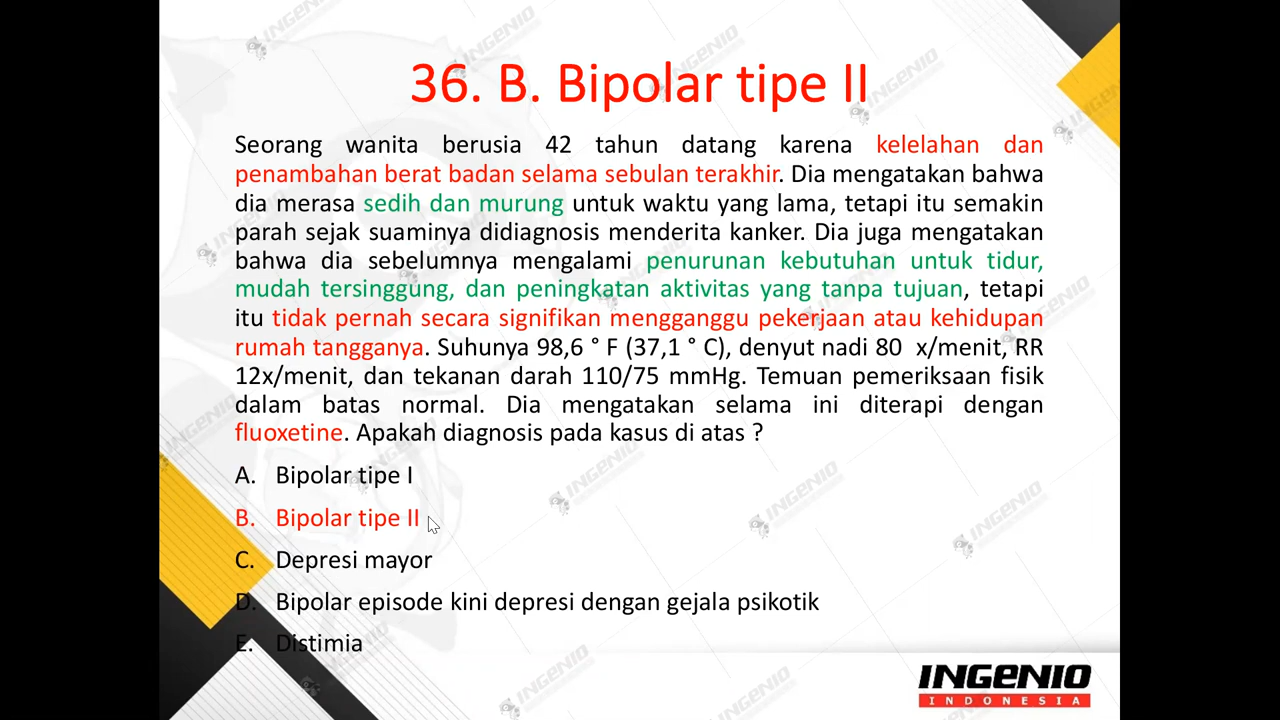 36. B. Bipolar tipe II
Seorang wanita berusia 42 tahun datang karena kelelahan dan
penambahan berat badan selama sebulan terakhir. Dia mengatakan bahwa
dia merasa sedih dan murung untuk waktu yang lama, tetapi itu semakin
parah sejak suaminya didiagnosis menderita kanker. Dia juga mengatakan
bahwa dia sebelumnya mengalami penurunan kebutuhan untuk tidur,
mudah tersinggung, dan peningkatan aktivitas yang tanpa tujuan, tetapi
itu tidak pernah secara signifikan mengganggu pekerjaan atau kehidupan
rumah tangganya. Suhunya 98,6 ° F (37,1 ° C), denyut nadi 80 x/menit, RR
12x/menit, dan tekanan darah 110/75 mmHg. Temuan pemeriksaan fisik
dalam batas normal. Dia mengatakan selama ini diterapi dengan
fluoxetine. Apakah diagnosis pada kasus di atas ?
A. Bipolar tipe I
B. Bipolar tipe II
C. Depresi mayor
D. Bipolar episode kini depresi dengan gejala psikotik
E. Distimia
INGENIO
INDONESIA